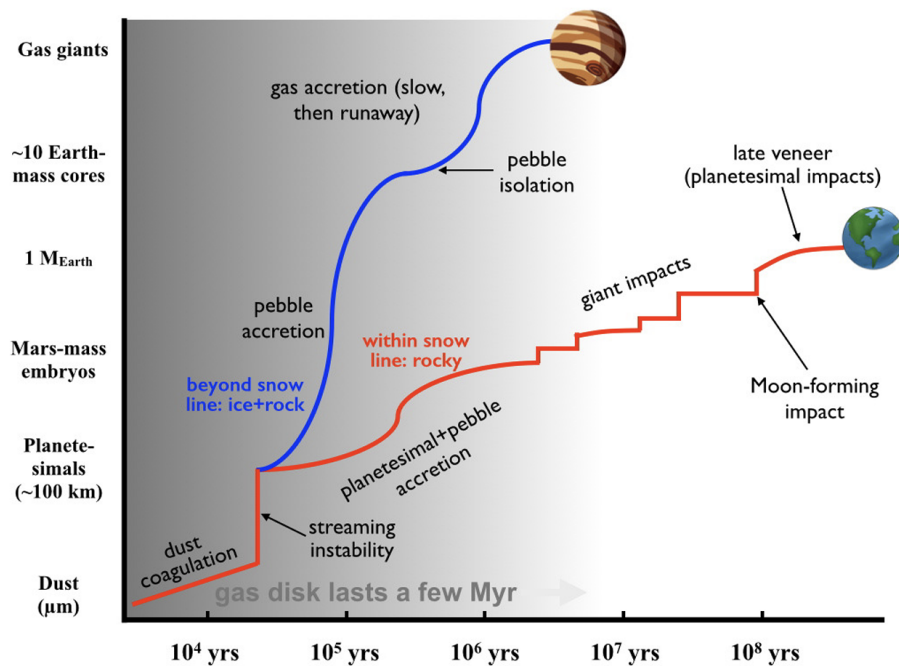 Gas giants
~10 Earth-
mass cores
1 M_Earth
Mars-mass
embryos
Planete-
simals
(~100 km)
Dust
(μm)
gas accretion (slow,
then runaway)
pebble
isolation
late veneer
(planetesimal impacts)
giant impacts
pebble
accretion
within snow
line: rocky
beyond snow
line: ice+rock
Moon-forming
impact
planetesimal+pebble
accretion
streaming
instability
dust
coagulation
gas disk lasts a few Myr
10⁴ yrs
10⁵ yrs
10⁶ yrs
10⁷ yrs
10⁸ yrs